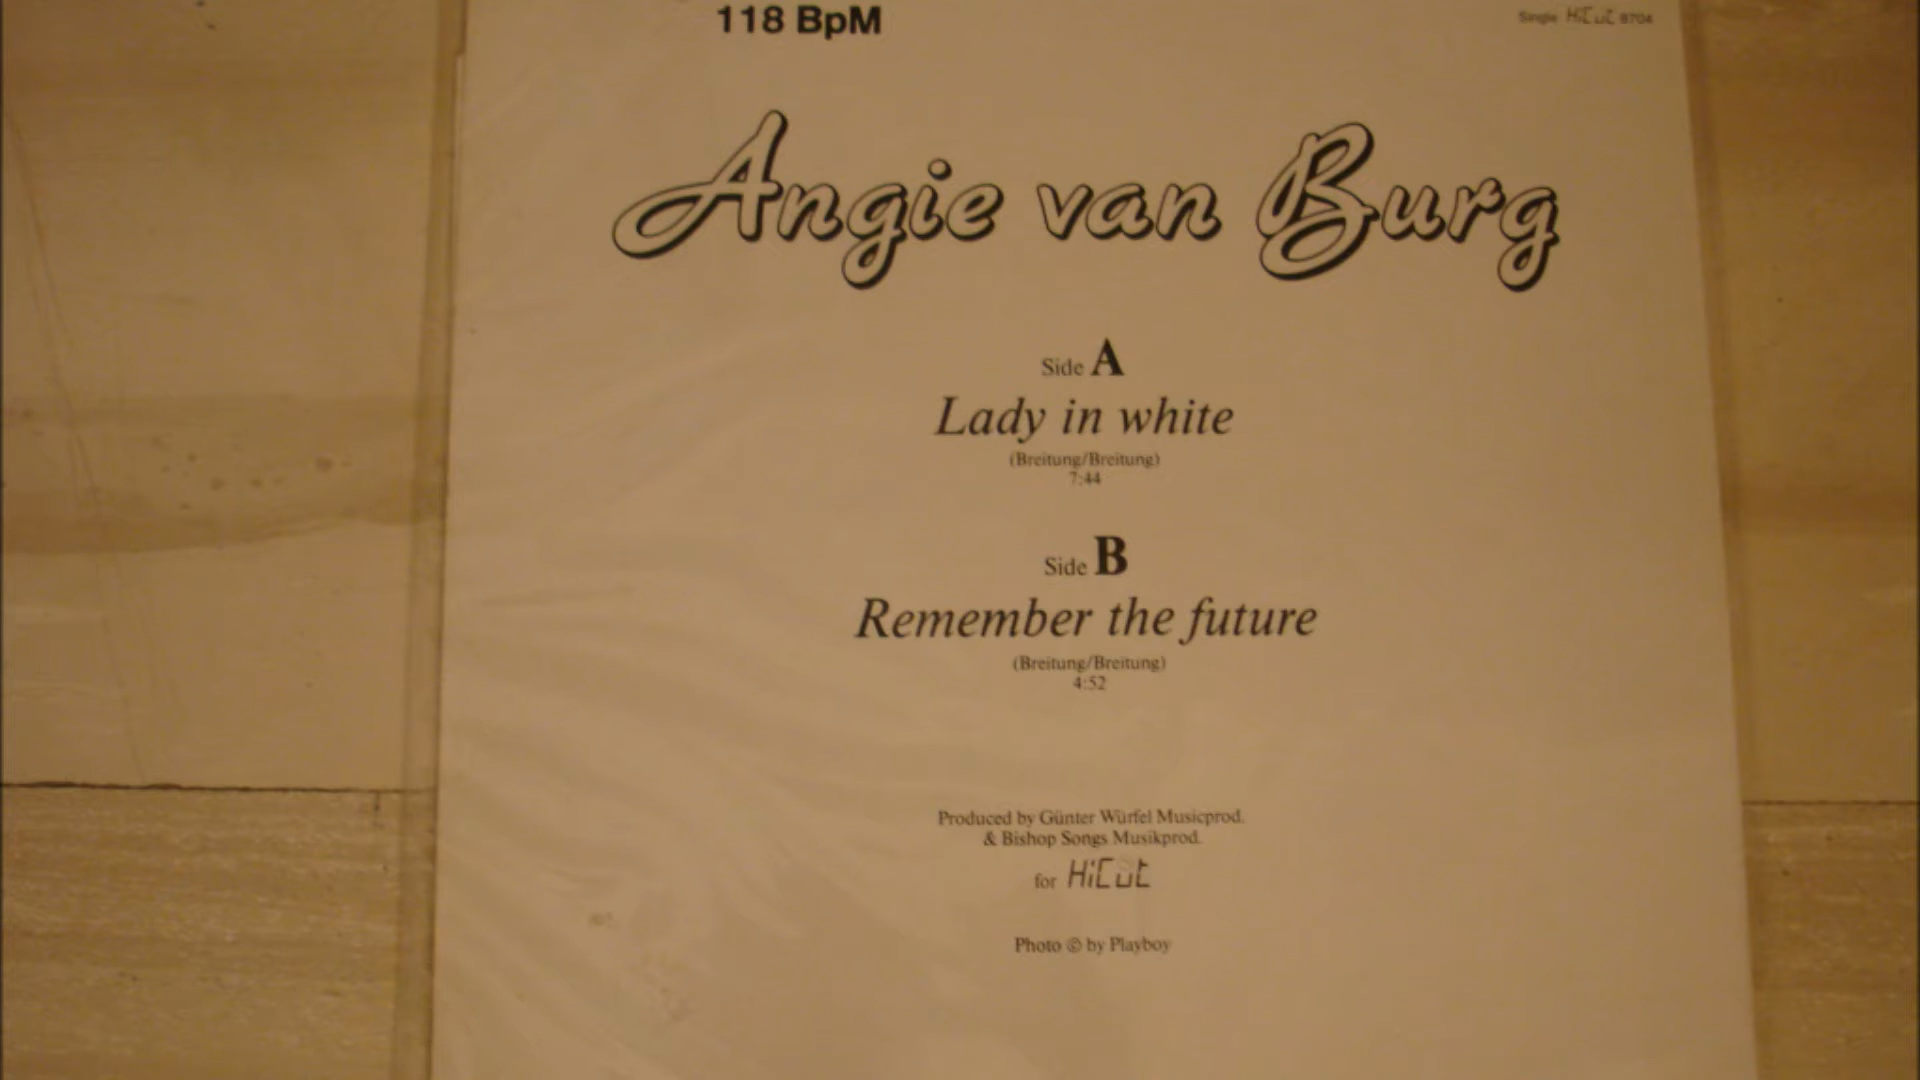 118 BpM
Single HiCut 8704
Angie van Burg
Side A
Lady in white
(Breitung/Breitung)
7:44
Side B
Remember the future
(Breitung/Breitung)
4:52
Produced by Günter Würfel Musicprod.
& Bishop Songs Musikprod.
for HiCut
Photo © by Playboy